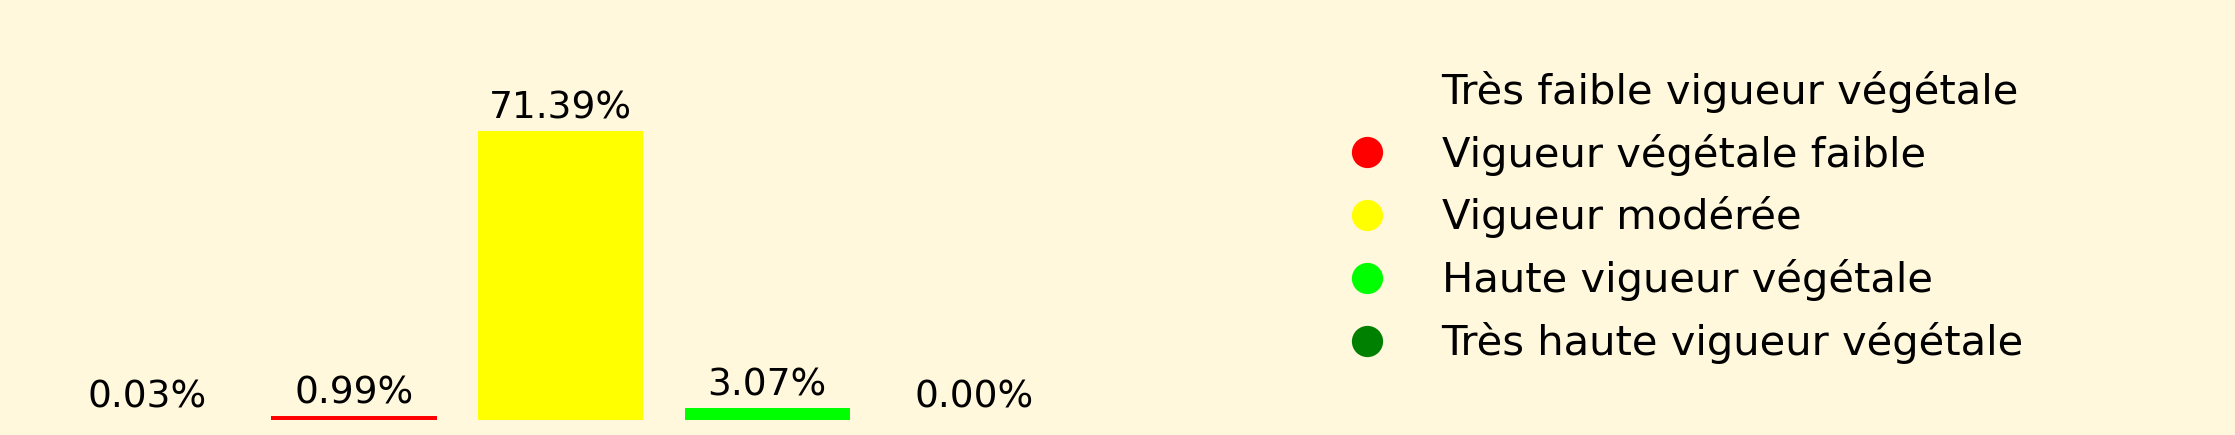 71.39%
0.03%
0.99%
3.07%
0.00%
Très faible vigueur végétale
Vigueur végétale faible
Vigueur modérée
Haute vigueur végétale
Très haute vigueur végétale